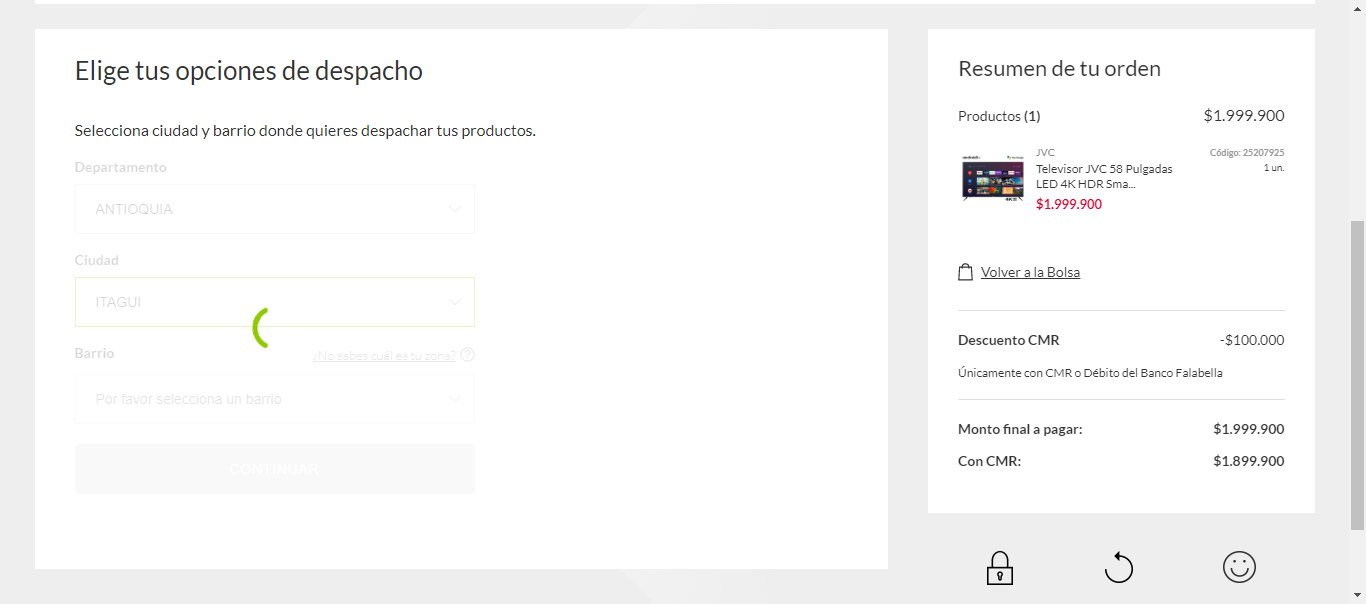 Elige tus opciones de despacho
Selecciona ciudad y barrio donde quieres despachar tus productos.
Departamento
ANTIOQUIA
Ciudad
ITAGUI
Barrio
¿No sabes cuál es tu zona? ?
Por favor selecciona un barrio
CONTINUAR
Resumen de tu orden
Productos (1) $1.999.900
JVC Código: 25207925
Televisor JVC 58 Pulgadas 1 un.
LED 4K HDR Sma...
$1.999.900
Volver a la Bolsa
Descuento CMR -$100.000
Únicamente con CMR o Débito del Banco Falabella
Monto final a pagar: $1.999.900
Con CMR: $1.899.900